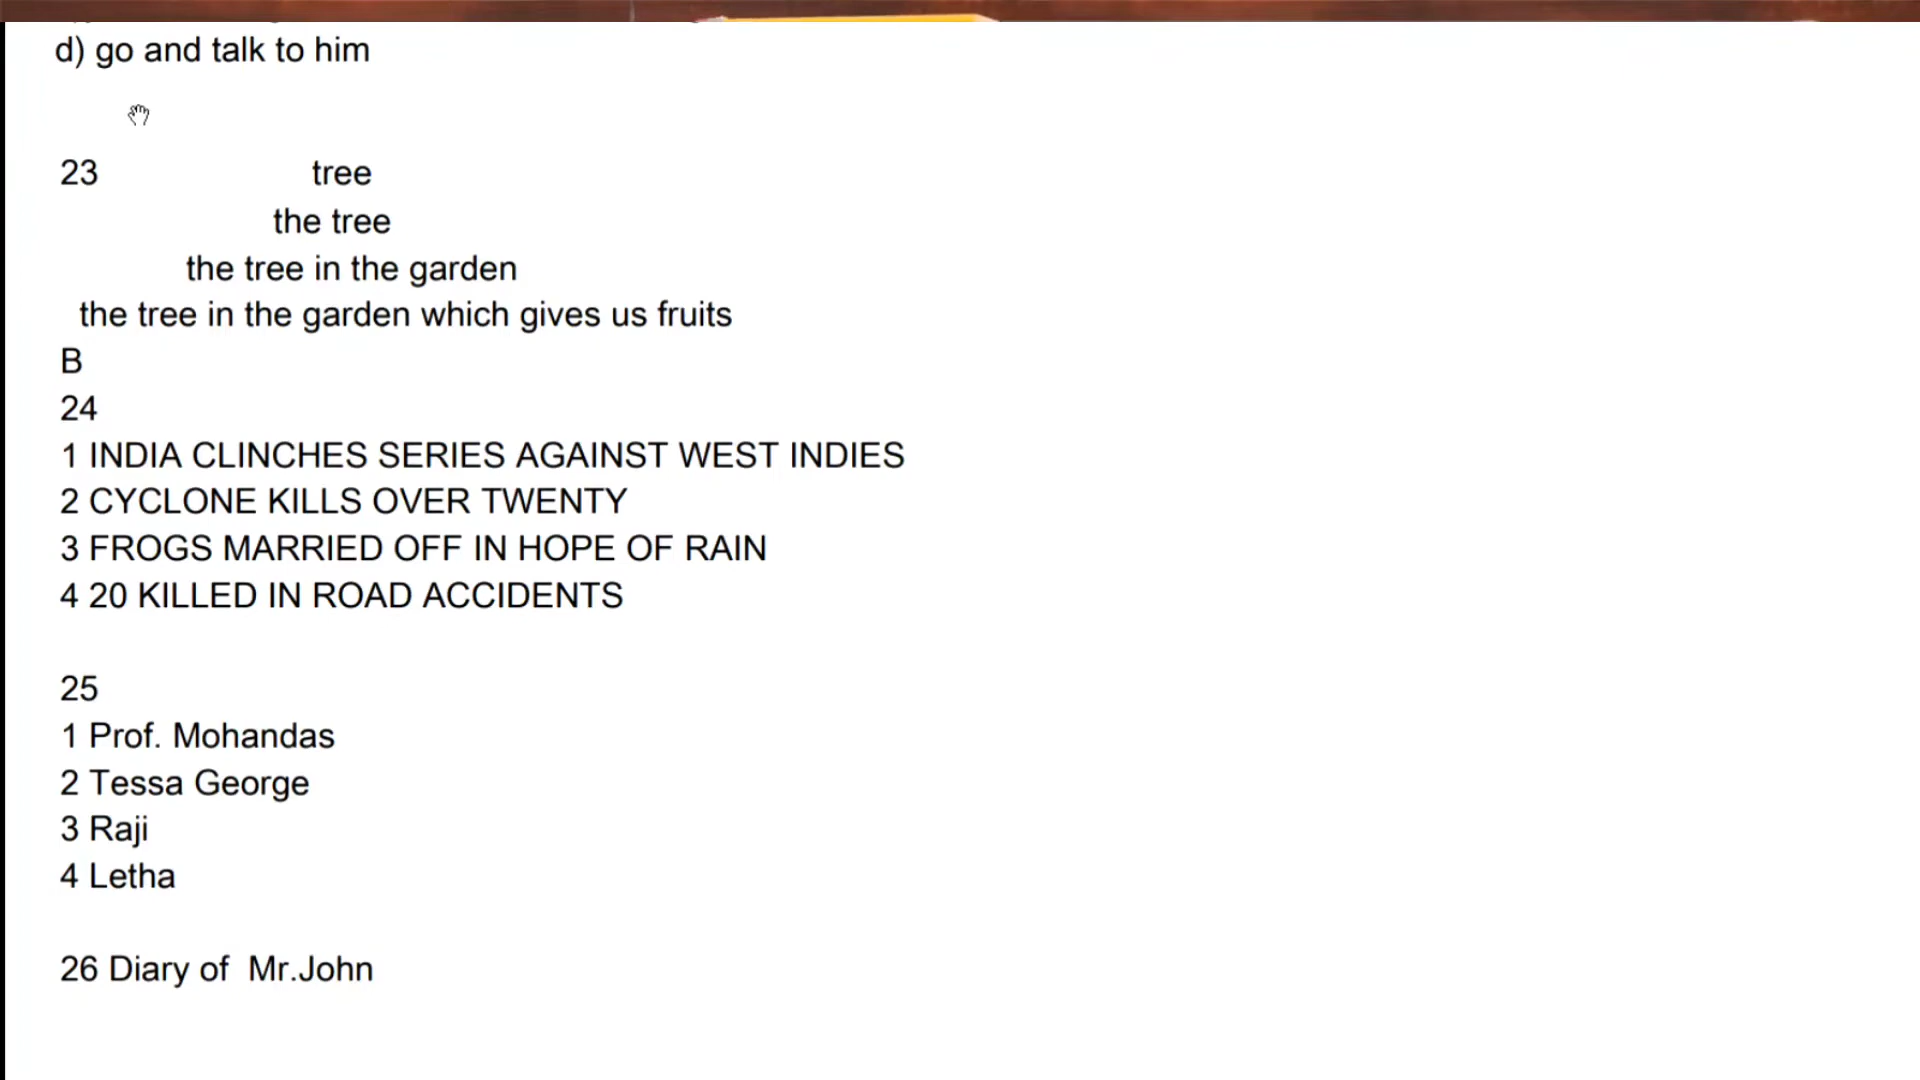 d) go and talk to him
23 tree
the tree
the tree in the garden
the tree in the garden which gives us fruits
B
24
1 INDIA CLINCHES SERIES AGAINST WEST INDIES
2 CYCLONE KILLS OVER TWENTY
3 FROGS MARRIED OFF IN HOPE OF RAIN
4 20 KILLED IN ROAD ACCIDENTS
25
1 Prof. Mohandas
2 Tessa George
3 Raji
4 Letha
26 Diary of  Mr.John